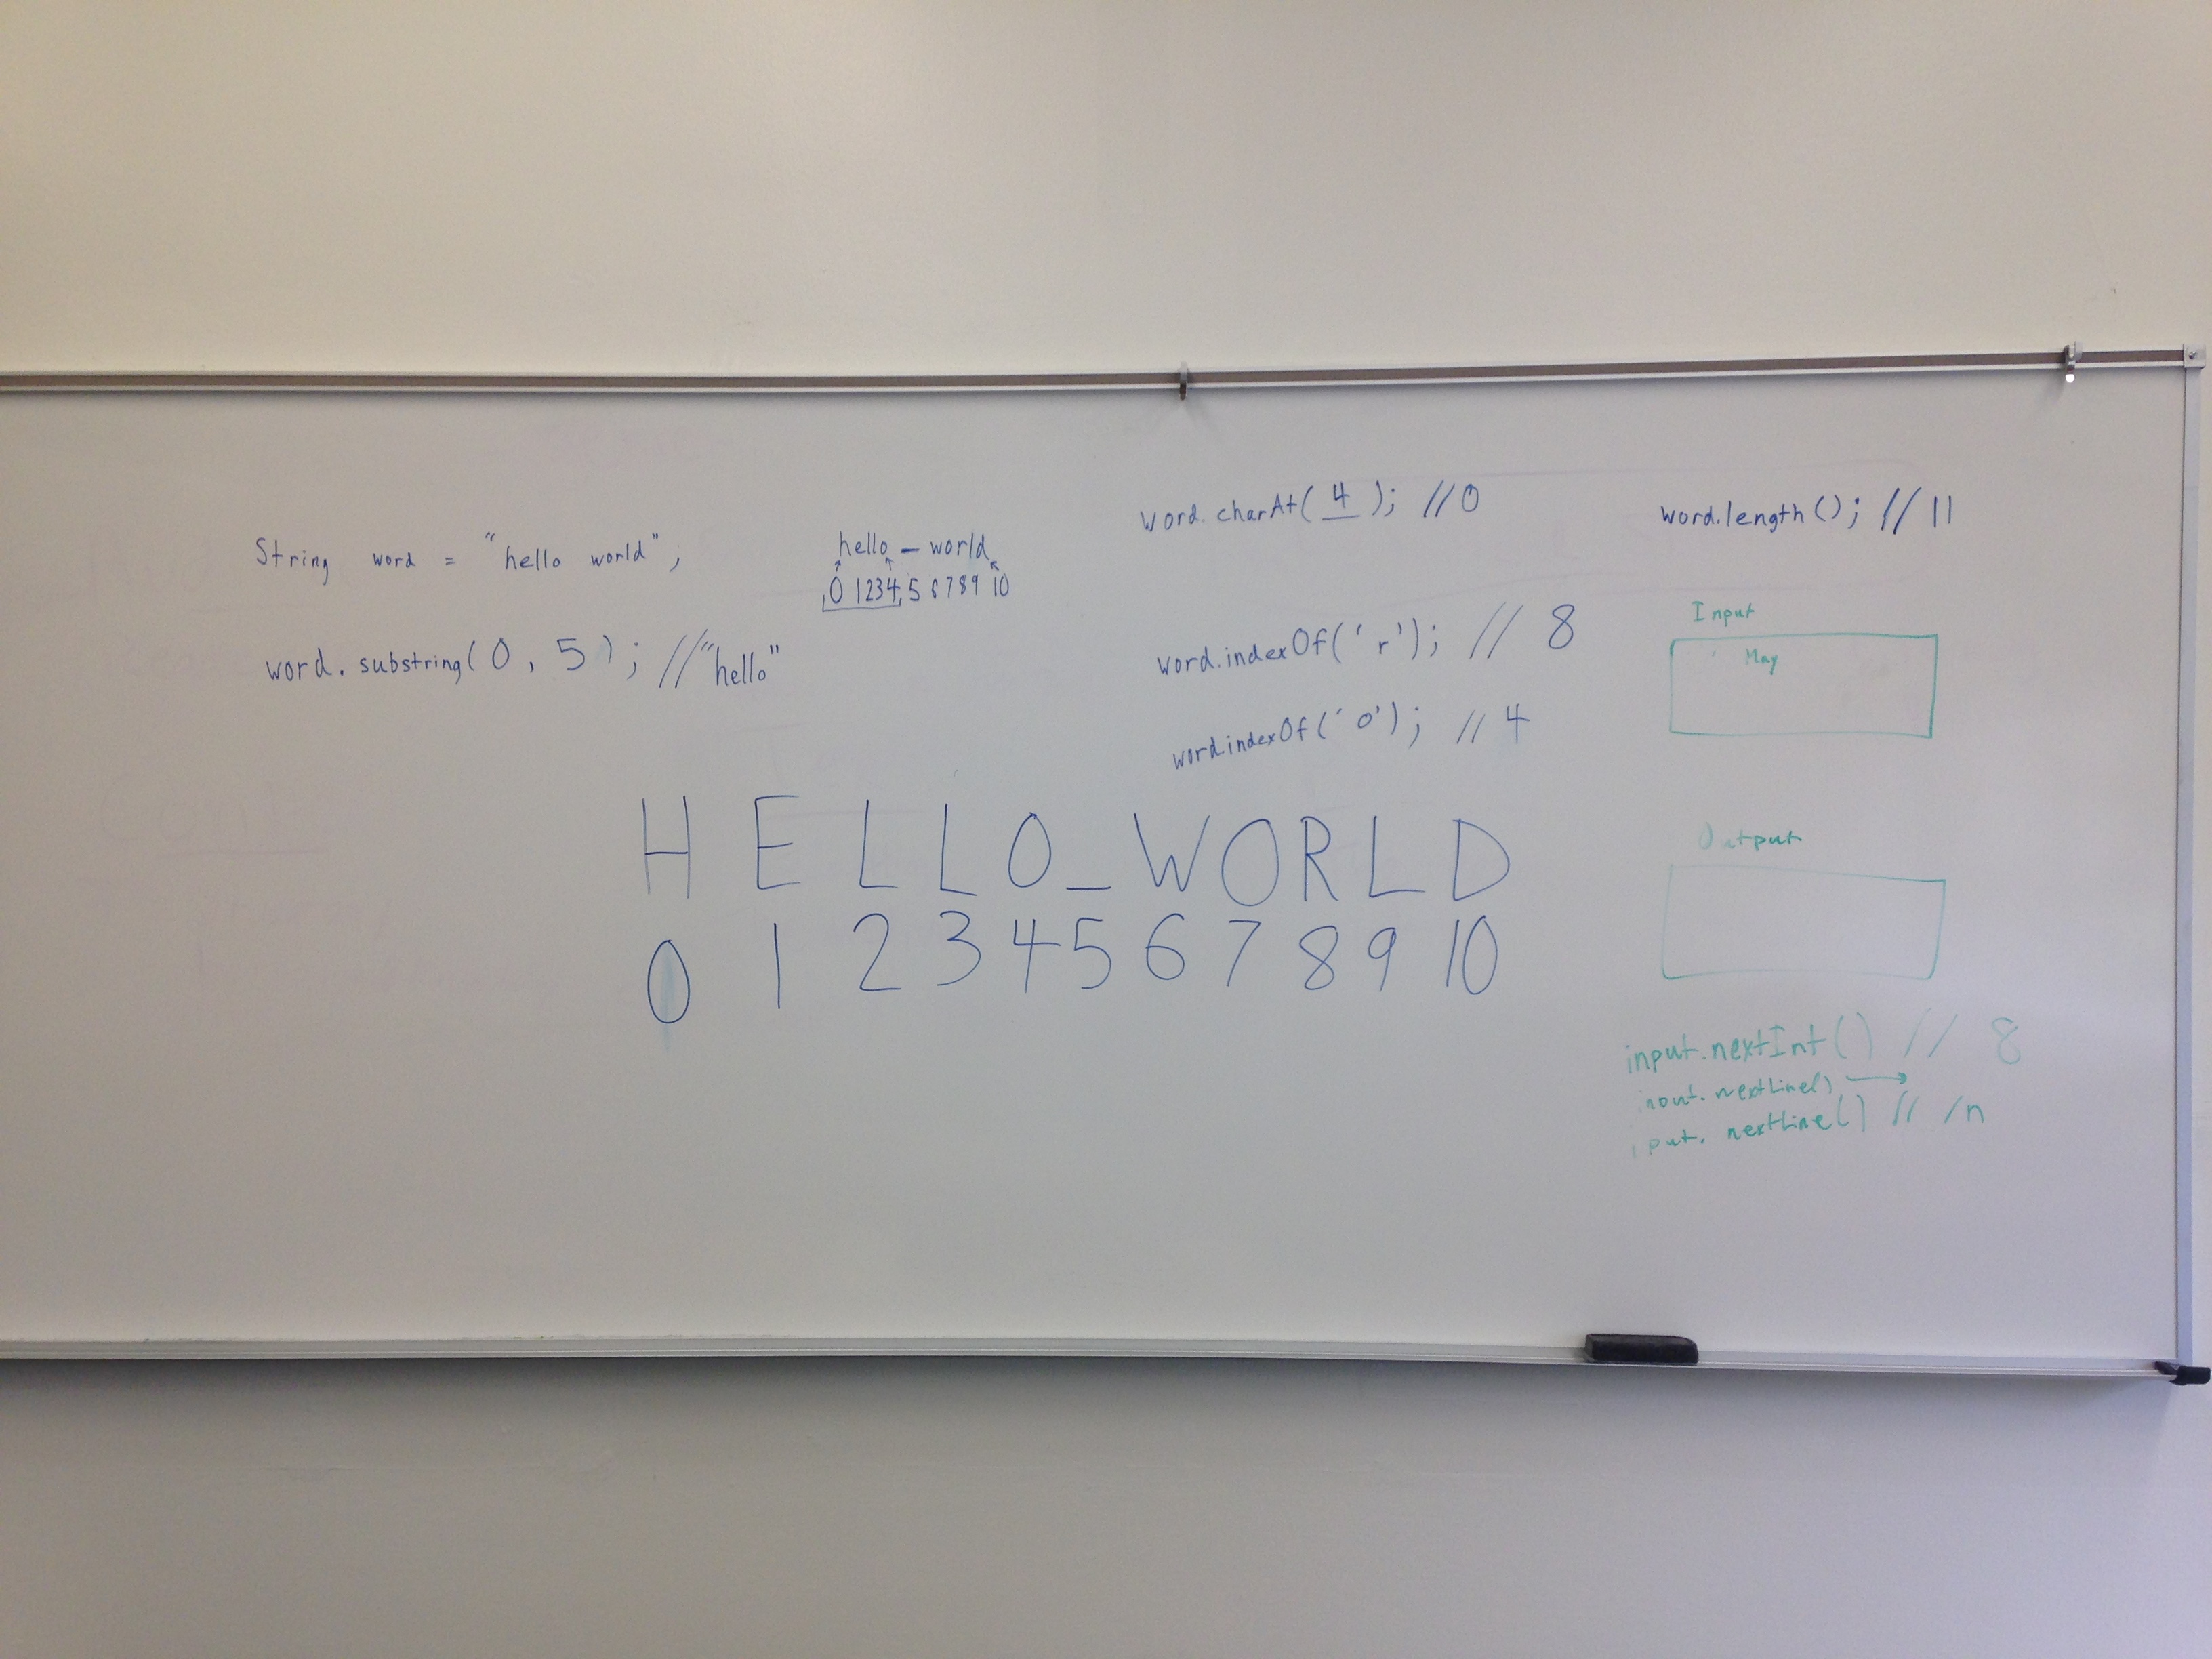 String word = "hello world";
word.substring(0, 5); //"hello"
hello _ world
0 1 2 3 4 5 6 7 8 9 10
word.charAt( 4 ); //O
word.indexOf('r'); // 8
word.indexOf('o'); // 4
word.length(); // 11
H E L L O _ W O R L D
0 1 2 3 4 5 6 7 8 9 10
Input
May
Output
input.nextInt() // 8
input.nextLine() →
input.nextLine() // /n